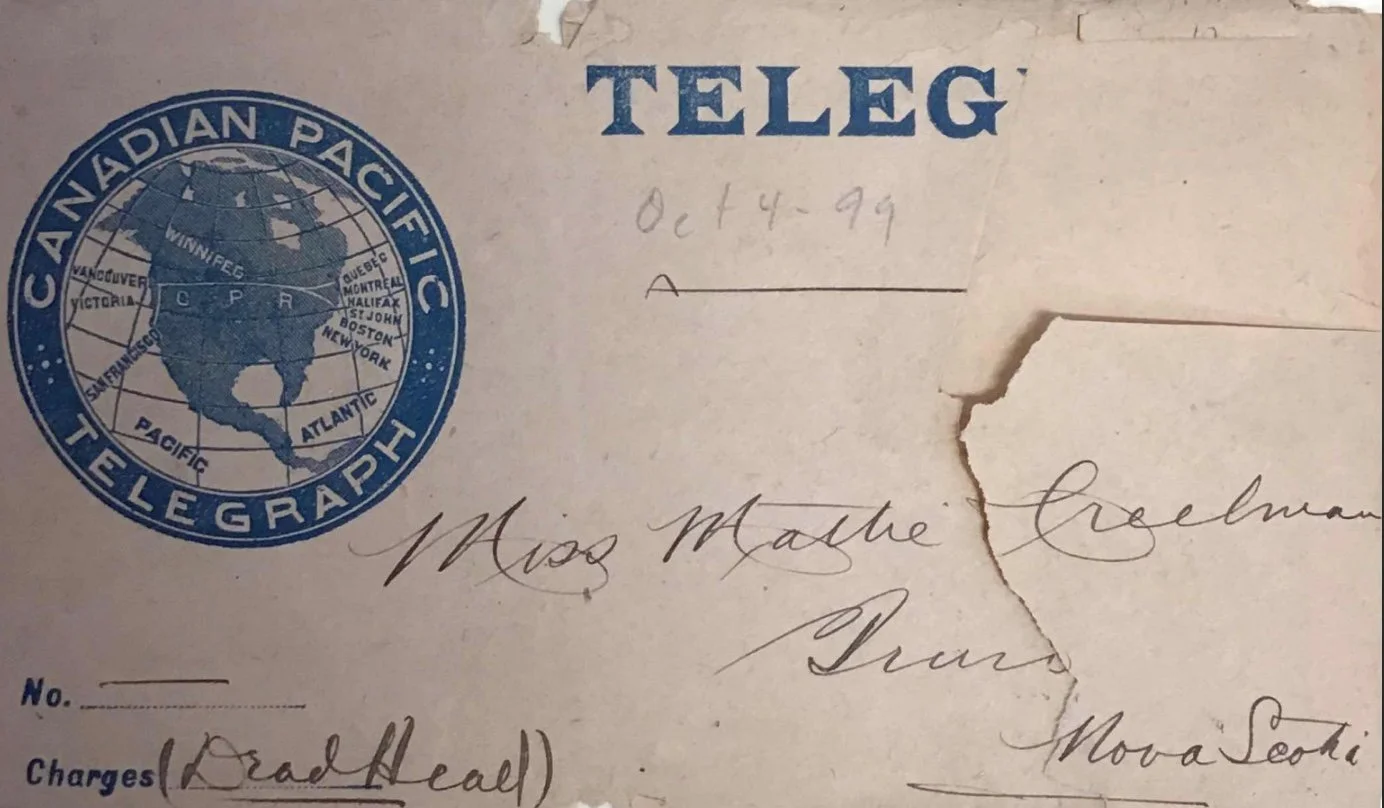 TELEG
CANADIAN PACIFIC
TELEGRAPH
Oct 4-99
WINNIPEG
VANCOUVER
VICTORIA
C P R
QUEBEC
MONTREAL
HALIFAX
ST JOHN
BOSTON
NEW YORK
SAN FRANCISCO
PACIFIC
ATLANTIC
Miss Mattie Creelman
Truro
Nova Scotia
No.
Charges (Dead Head)